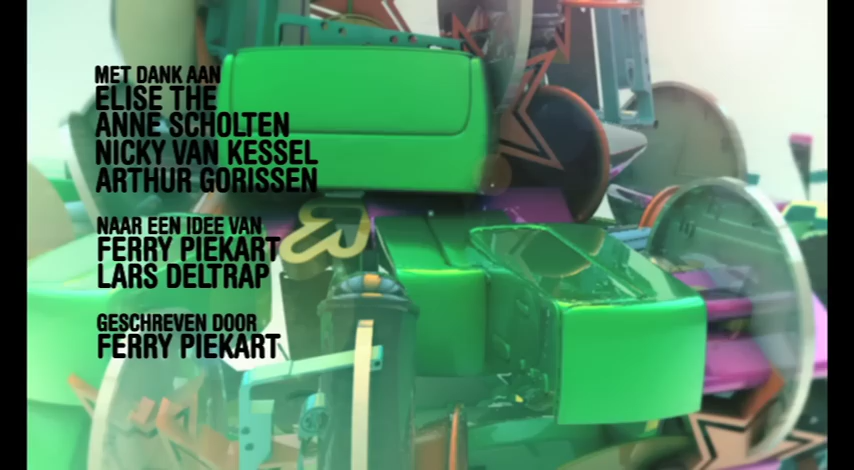 MET DANK AAN
ELISE THE
ANNE SCHOLTEN
NICKY VAN KESSEL
ARTHUR GORISSEN
NAAR EEN IDEE VAN
FERRY PIEKART
LARS DELTRAP
GESCHREVEN DOOR
FERRY PIEKART